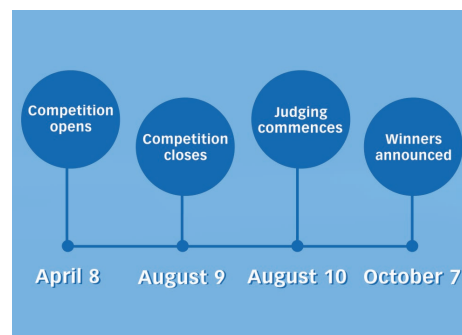 Competition
opens
Competition
closes
Judging
commences
Winners
announced
April 8
August 9
August 10
October 7